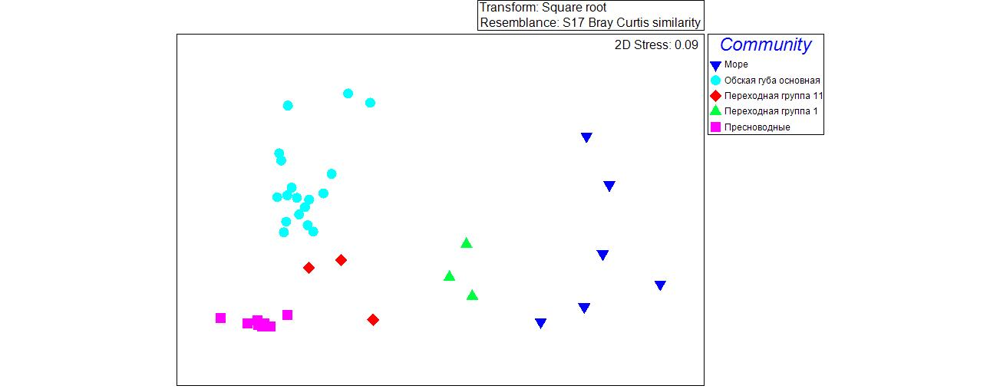 Transform: Square root
Resemblance: S17 Bray Curtis similarity
2D Stress: 0.09
Community
Море
Обская губа основная
Переходная группа 11
Переходная группа 1
Пресноводные